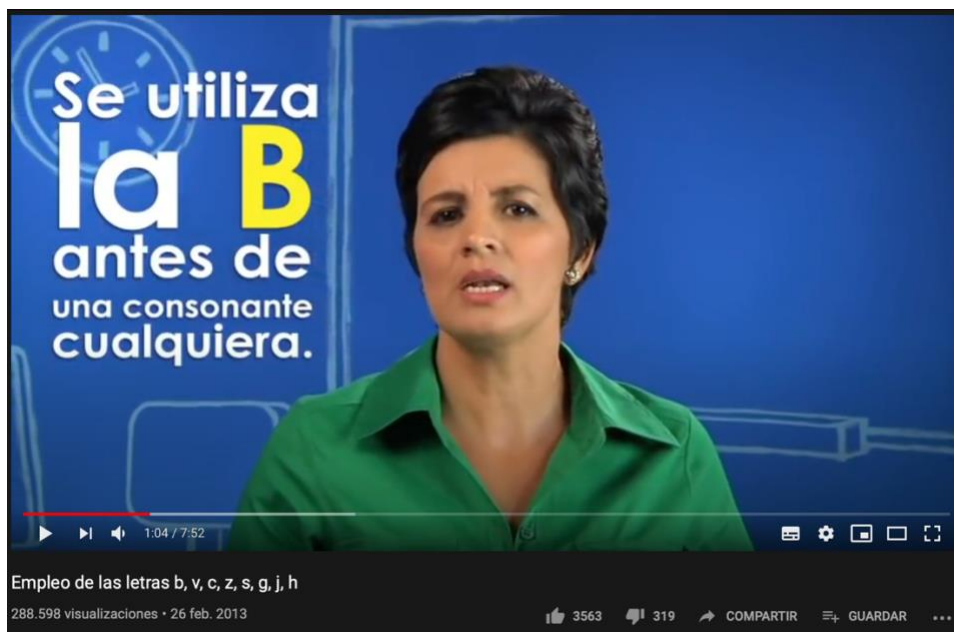 Se utiliza
la B
antes de
una consonante
cualquiera.
1:04 / 7:52
Empleo de las letras b, v, c, z, s, g, j, h
288.598 visualizaciones • 26 feb. 2013
3563 319 COMPARTIR GUARDAR